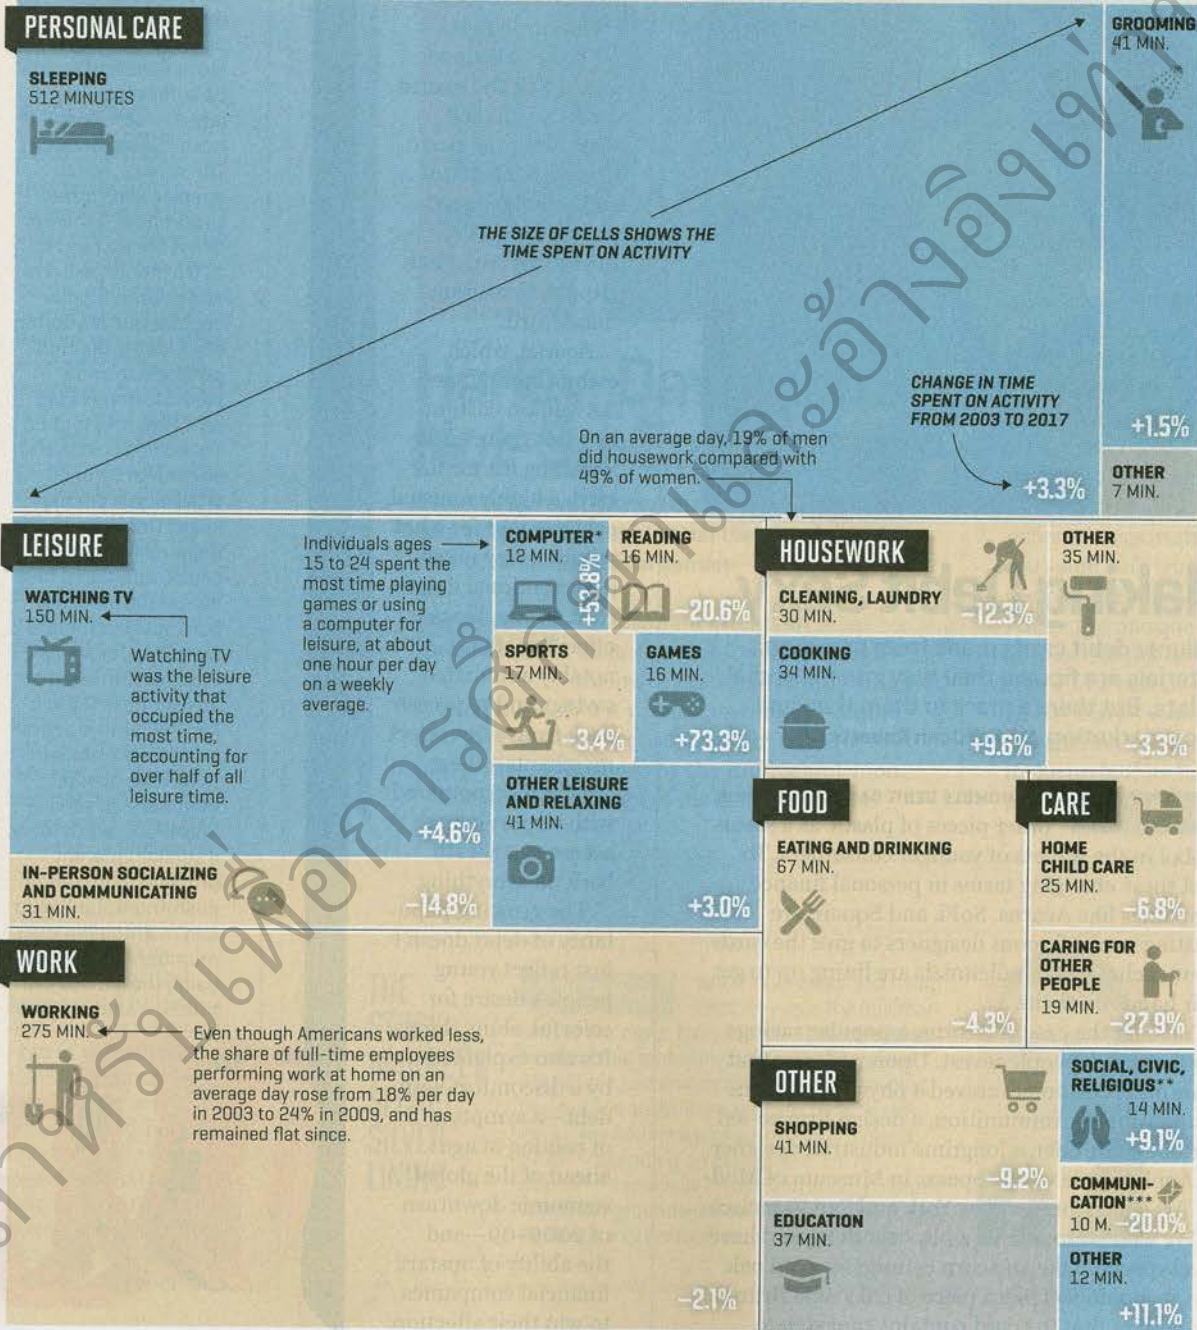 PERSONAL CARE
SLEEPING
512 MINUTES
THE SIZE OF CELLS SHOWS THE
TIME SPENT ON ACTIVITY
CHANGE IN TIME
SPENT ON ACTIVITY
FROM 2003 TO 2017
+3.3%
GROOMING
41 MIN.
+1.5%
OTHER
7 MIN.
On an average day, 19% of men
did housework compared with
49% of women.
LEISURE
WATCHING TV
150 MIN.
Watching TV
was the leisure
activity that
occupied the
most time,
accounting for
over half of all
leisure time.
+4.6%
Individuals ages
15 to 24 spent the
most time playing
games or using
a computer for
leisure, at about
one hour per day
on a weekly
average.
COMPUTER*
12 MIN.
+53.8%
READING
16 MIN.
-20.6%
SPORTS
17 MIN.
-3.4%
GAMES
16 MIN.
+73.3%
OTHER LEISURE
AND RELAXING
41 MIN.
+3.0%
IN-PERSON SOCIALIZING
AND COMMUNICATING
31 MIN.
-14.8%
HOUSEWORK
CLEANING, LAUNDRY
30 MIN.
-12.3%
OTHER
35 MIN.
-3.3%
COOKING
34 MIN.
+9.6%
FOOD
EATING AND DRINKING
67 MIN.
-4.3%
CARE
HOME
CHILD CARE
25 MIN.
-6.8%
CARING FOR
OTHER
PEOPLE
19 MIN.
-27.9%
WORK
WORKING
275 MIN.
Even though Americans worked less,
the share of full-time employees
performing work at home on an
average day rose from 18% per day
in 2003 to 24% in 2009, and has
remained flat since.
-2.1%
OTHER
SHOPPING
41 MIN.
-9.2%
SOCIAL, CIVIC,
RELIGIOUS**
14 MIN.
+9.1%
COMMUNI-
CATION***
10 M. -20.0%
EDUCATION
37 MIN.
OTHER
12 MIN.
+11.1%